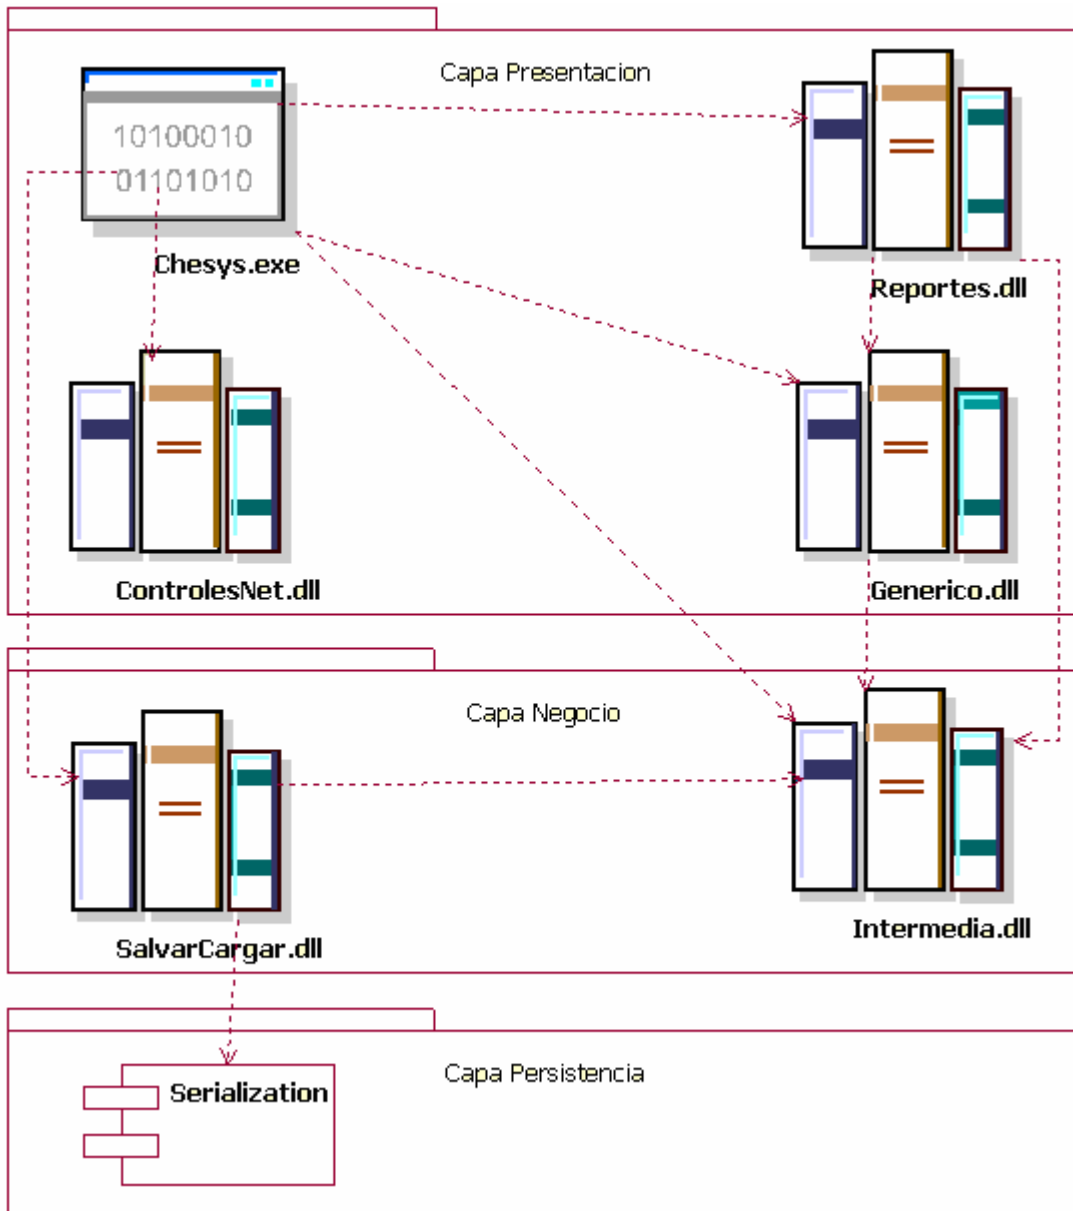 Capa Presentacion
10100010
01101010
Chesys.exe
Reportes.dll
ControlesNet.dll
Generico.dll
Capa Negocio
SalvarCargar.dll
Intermedia.dll
Capa Persistencia
Serialization